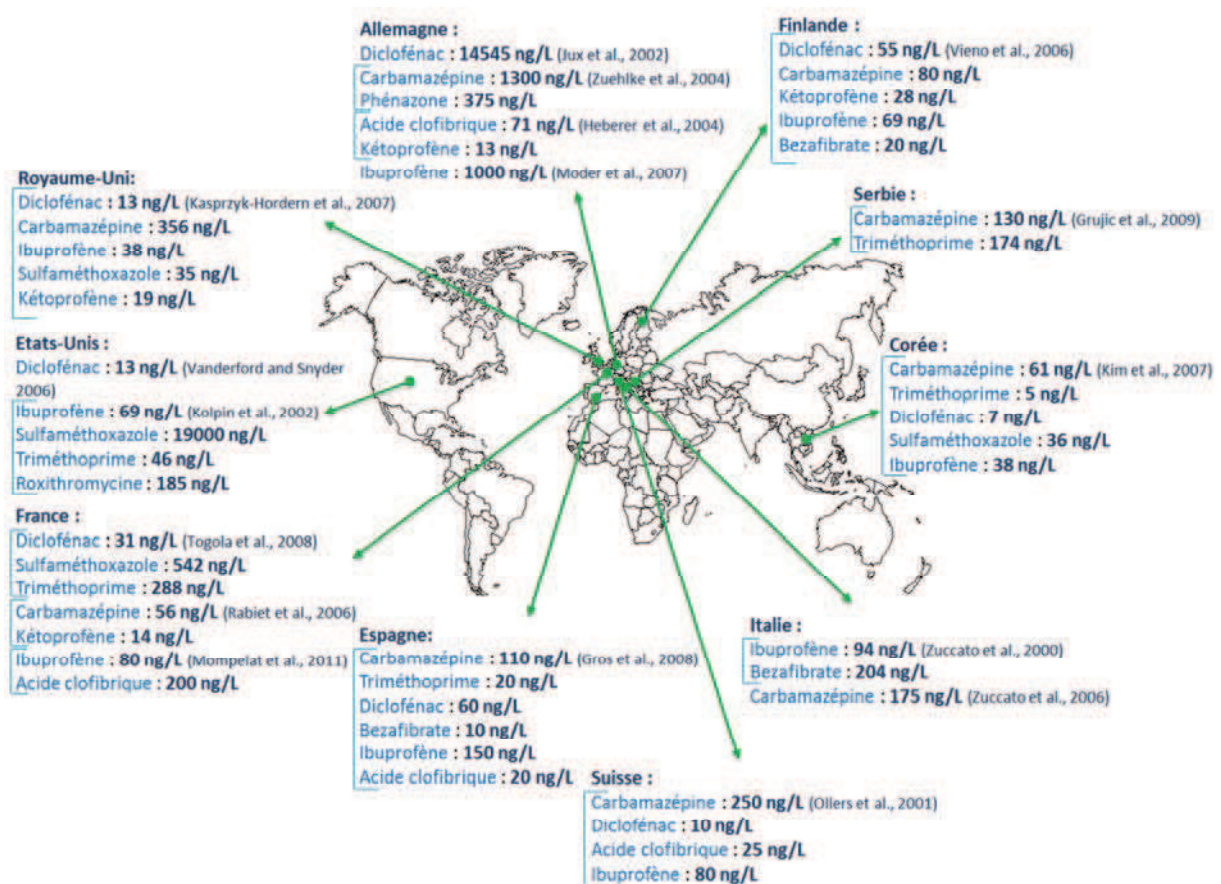 Allemagne :
Diclofénac : 14545 ng/L (Jux et al., 2002)
Carbamazépine : 1300 ng/L (Zuehlke et al., 2004)
Phénazone : 375 ng/L
Acide clofibrique : 71 ng/L (Heberer et al., 2004)
Kétoprofène : 13 ng/L
Ibuprofène : 1000 ng/L (Moder et al., 2007)
Finlande :
Diclofénac : 55 ng/L (Vieno et al., 2006)
Carbamazépine : 80 ng/L
Kétoprofène : 28 ng/L
Ibuprofène : 69 ng/L
Bezafibrate : 20 ng/L
Royaume-Uni:
Diclofénac : 13 ng/L (Kasprzyk-Hordern et al., 2007)
Carbamazépine : 356 ng/L
Ibuprofène : 38 ng/L
Sulfaméthoxazole : 35 ng/L
Kétoprofène : 19 ng/L
Serbie :
Carbamazépine : 130 ng/L (Grujic et al., 2009)
Triméthoprime : 174 ng/L
Etats-Unis :
Diclofénac : 13 ng/L (Vanderford and Snyder
2006)
Ibuprofène : 69 ng/L (Kolpin et al., 2002)
Sulfaméthoxazole : 19000 ng/L
Triméthoprime : 46 ng/L
Roxithromycine : 185 ng/L
Corée :
Carbamazépine : 61 ng/L (Kim et al., 2007)
Triméthoprime : 5 ng/L
Diclofénac : 7 ng/L
Sulfaméthoxazole : 36 ng/L
Ibuprofène : 38 ng/L
France :
Diclofénac : 31 ng/L (Togola et al., 2008)
Sulfaméthoxazole : 542 ng/L
Triméthoprime : 288 ng/L
Carbamazépine : 56 ng/L (Rabiet et al., 2006)
Kétoprofène : 14 ng/L
Ibuprofène : 80 ng/L (Mompelat et al., 2011)
Acide clofibrique : 200 ng/L
Espagne:
Carbamazépine : 110 ng/L (Gros et al., 2008)
Triméthoprime : 20 ng/L
Diclofénac : 60 ng/L
Bezafibrate : 10 ng/L
Ibuprofène : 150 ng/L
Acide clofibrique : 20 ng/L
Italie :
Ibuprofène : 94 ng/L (Zuccato et al., 2000)
Bezafibrate : 204 ng/L
Carbamazépine : 175 ng/L (Zuccato et al., 2006)
Suisse :
Carbamazépine : 250 ng/L (Ollers et al., 2001)
Diclofénac : 10 ng/L
Acide clofibrique : 25 ng/L
Ibuprofène : 80 ng/L